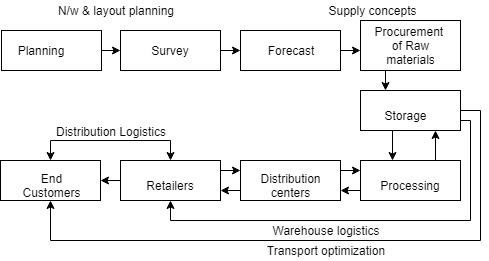 N/w & layout planning
Supply concepts
Planning
Survey
Forecast
Procurement
of Raw
materials
Storage
Distribution Logistics
End
Customers
Retailers
Distribution
centers
Processing
Warehouse logistics
Transport optimization